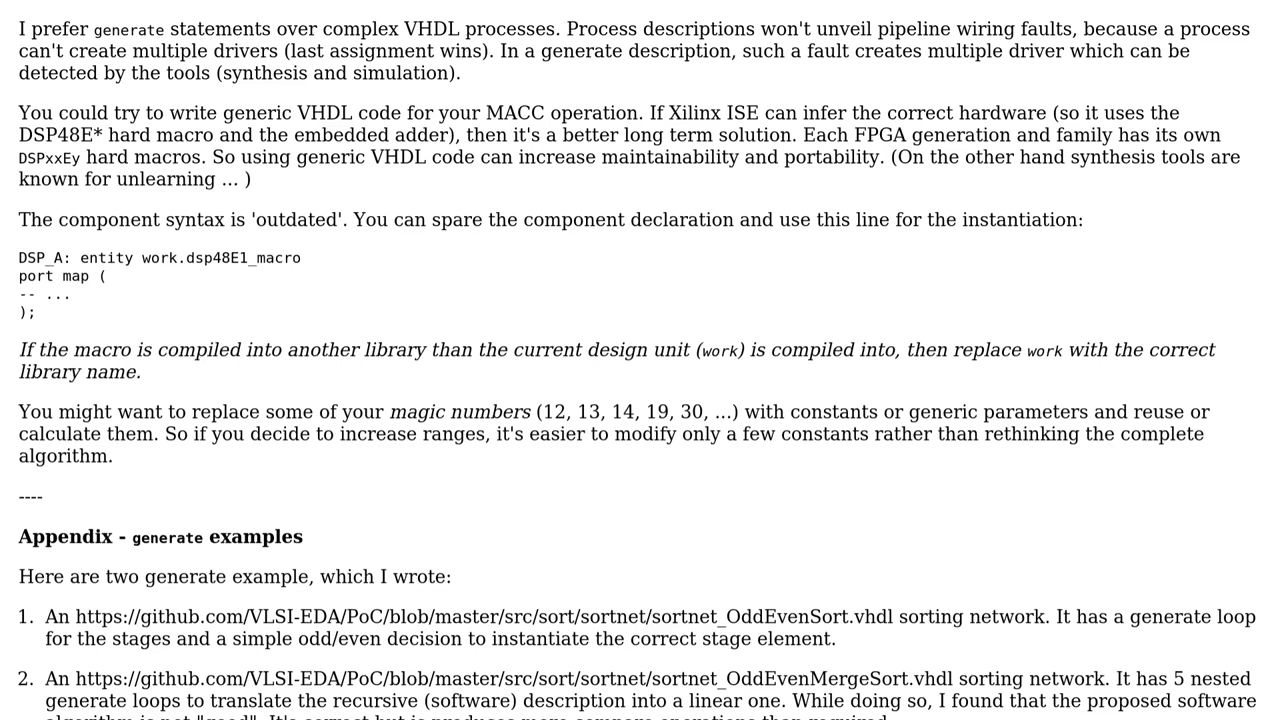 I prefer generate statements over complex VHDL processes. Process descriptions won't unveil pipeline wiring faults, because a process
can't create multiple drivers (last assignment wins). In a generate description, such a fault creates multiple driver which can be
detected by the tools (synthesis and simulation).
You could try to write generic VHDL code for your MACC operation. If Xilinx ISE can infer the correct hardware (so it uses the
DSP48E* hard macro and the embedded adder), then it's a better long term solution. Each FPGA generation and family has its own
DSPxxEy hard macros. So using generic VHDL code can increase maintainability and portability. (On the other hand synthesis tools are
known for unlearning ... )
The component syntax is 'outdated'. You can spare the component declaration and use this line for the instantiation:
DSP_A: entity work.dsp48E1_macro
port map (
-- ...
);
If the macro is compiled into another library than the current design unit (work) is compiled into, then replace work with the correct
library name.
You might want to replace some of your magic numbers (12, 13, 14, 19, 30, ...) with constants or generic parameters and reuse or
calculate them. So if you decide to increase ranges, it's easier to modify only a few constants rather than rethinking the complete
algorithm.
----
Appendix - generate examples
Here are two generate example, which I wrote:
1. An https://github.com/VLSI-EDA/PoC/blob/master/src/sort/sortnet/sortnet_OddEvenSort.vhdl sorting network. It has a generate loop
for the stages and a simple odd/even decision to instantiate the correct stage element.
2. An https://github.com/VLSI-EDA/PoC/blob/master/src/sort/sortnet/sortnet_OddEvenMergeSort.vhdl sorting network. It has 5 nested
generate loops to translate the recursive (software) description into a linear one. While doing so, I found that the proposed software